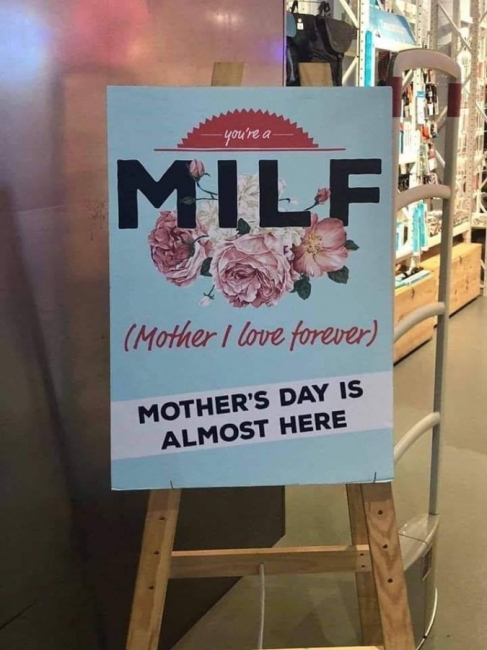 you're a
MILF
(Mother I love forever)
MOTHER'S DAY IS
ALMOST HERE